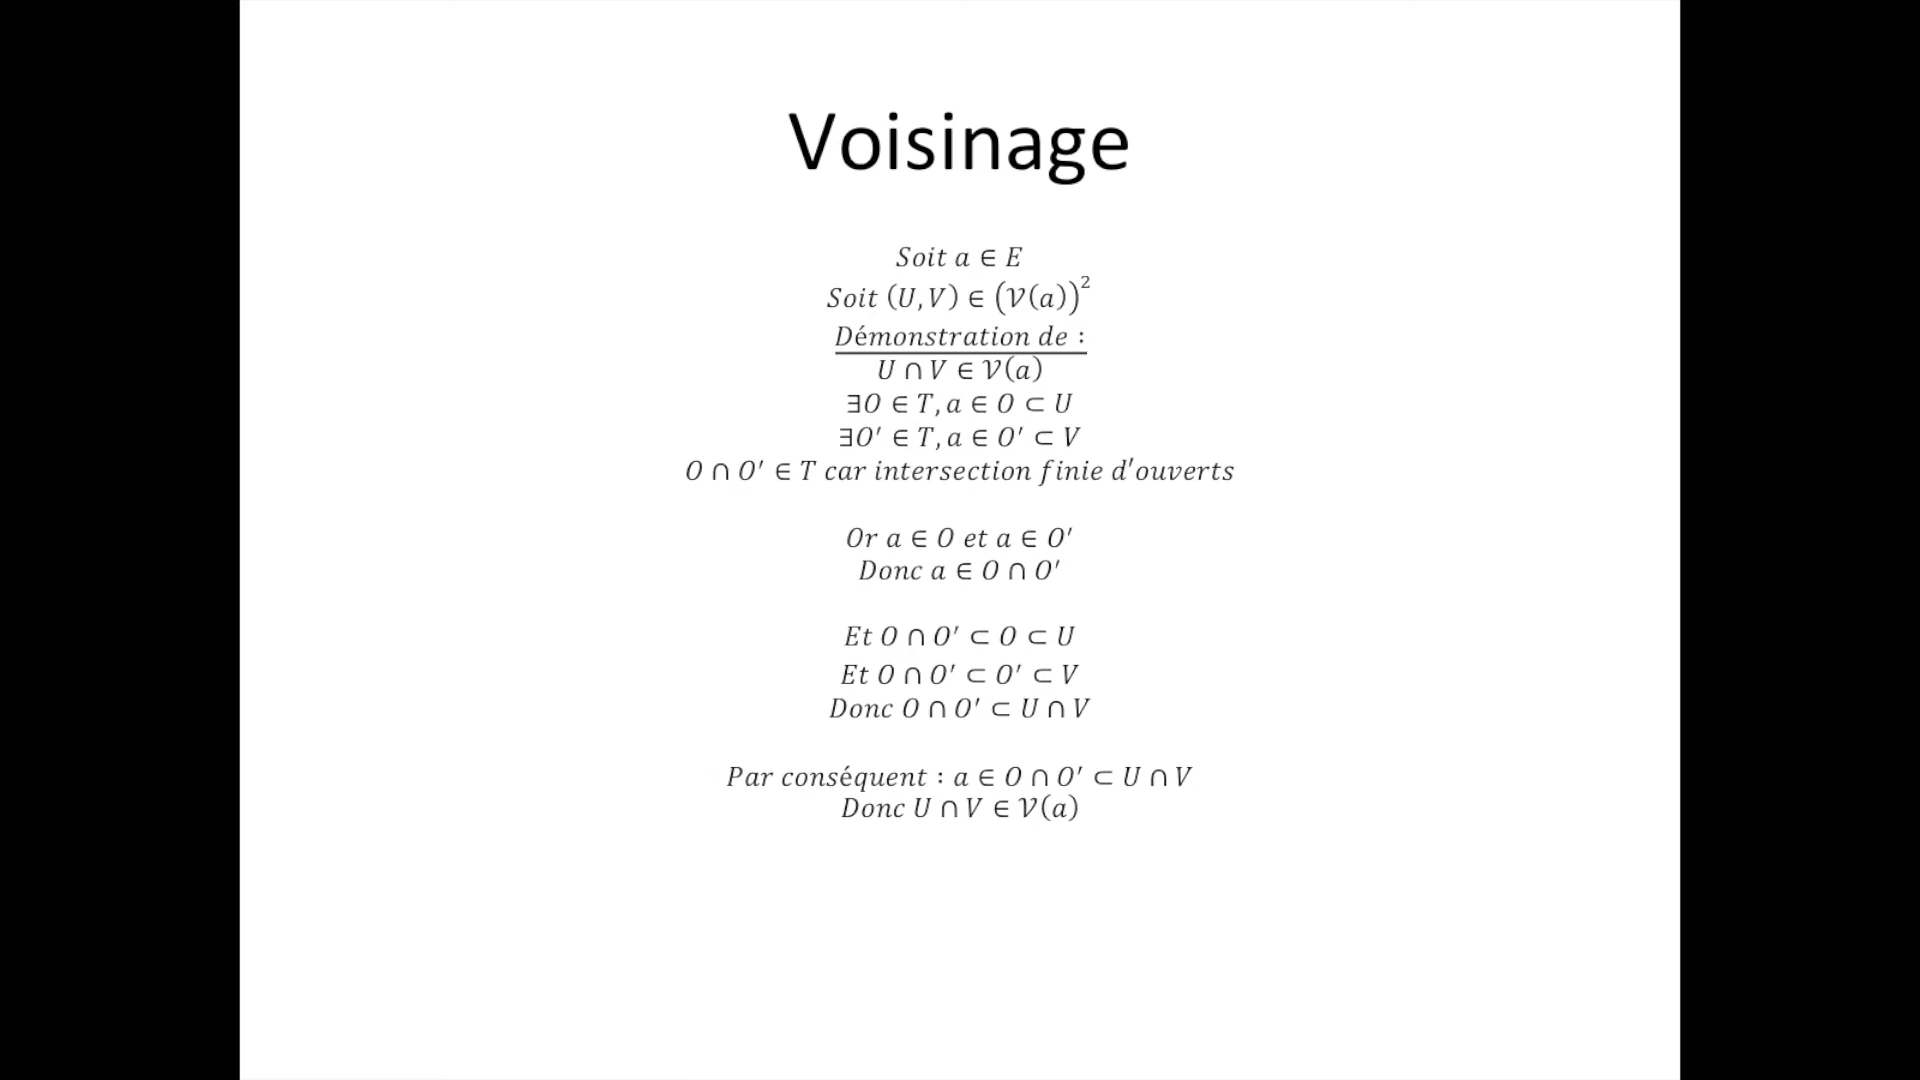 Voisinage
Soit a ∈ E
Soit (U,V) ∈ (𝒱(a))²
Démonstration de :
U ∩ V ∈ 𝒱(a)
∃O ∈ T, a ∈ O ⊂ U
∃O′ ∈ T, a ∈ O′ ⊂ V
O ∩ O′ ∈ T car intersection finie d′ouverts
Or a ∈ O et a ∈ O′
Donc a ∈ O ∩ O′
Et O ∩ O′ ⊂ O ⊂ U
Et O ∩ O′ ⊂ O′ ⊂ V
Donc O ∩ O′ ⊂ U ∩ V
Par conséquent : a ∈ O ∩ O′ ⊂ U ∩ V
Donc U ∩ V ∈ 𝒱(a)